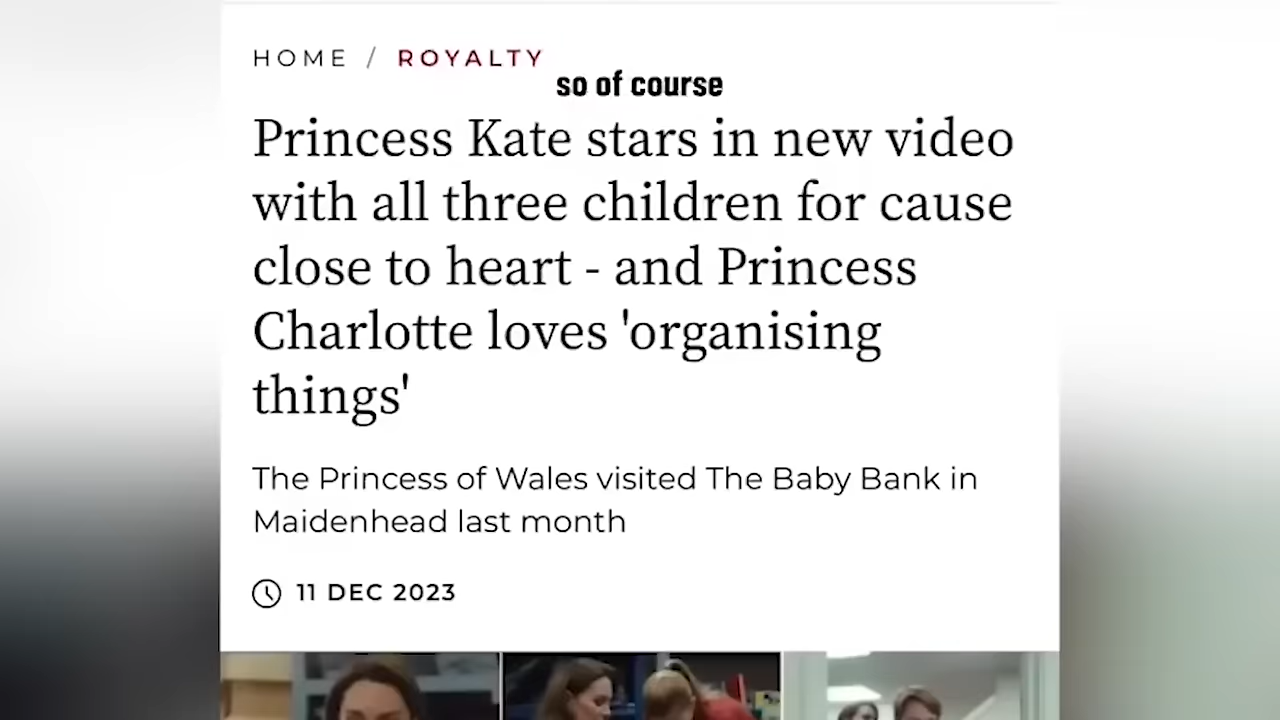 HOME / ROYALTY
so of course
Princess Kate stars in new video
with all three children for cause
close to heart - and Princess
Charlotte loves 'organising
things'
The Princess of Wales visited The Baby Bank in
Maidenhead last month
11 DEC 2023